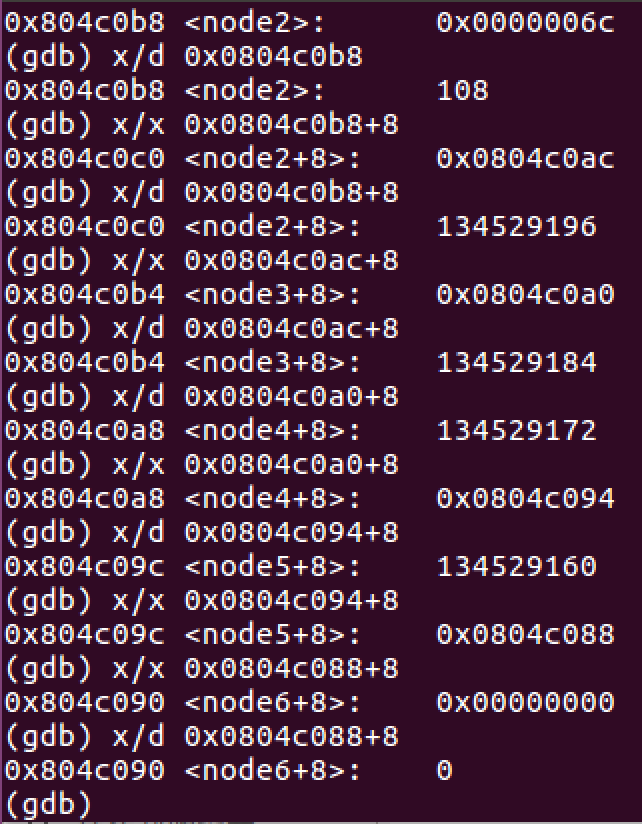 0x804c0b8 <node2>: 0x0000006c
(gdb) x/d 0x0804c0b8
0x804c0b8 <node2>: 108
(gdb) x/x 0x0804c0b8+8
0x804c0c0 <node2+8>: 0x0804c0ac
(gdb) x/d 0x0804c0b8+8
0x804c0c0 <node2+8>: 134529196
(gdb) x/x 0x0804c0ac+8
0x804c0b4 <node3+8>: 0x0804c0a0
(gdb) x/d 0x0804c0ac+8
0x804c0b4 <node3+8>: 134529184
(gdb) x/d 0x0804c0a0+8
0x804c0a8 <node4+8>: 134529172
(gdb) x/x 0x0804c0a0+8
0x804c0a8 <node4+8>: 0x0804c094
(gdb) x/d 0x0804c094+8
0x804c09c <node5+8>: 134529160
(gdb) x/x 0x0804c094+8
0x804c09c <node5+8>: 0x0804c088
(gdb) x/x 0x0804c088+8
0x804c090 <node6+8>: 0x00000000
(gdb) x/d 0x0804c088+8
0x804c090 <node6+8>: 0
(gdb)